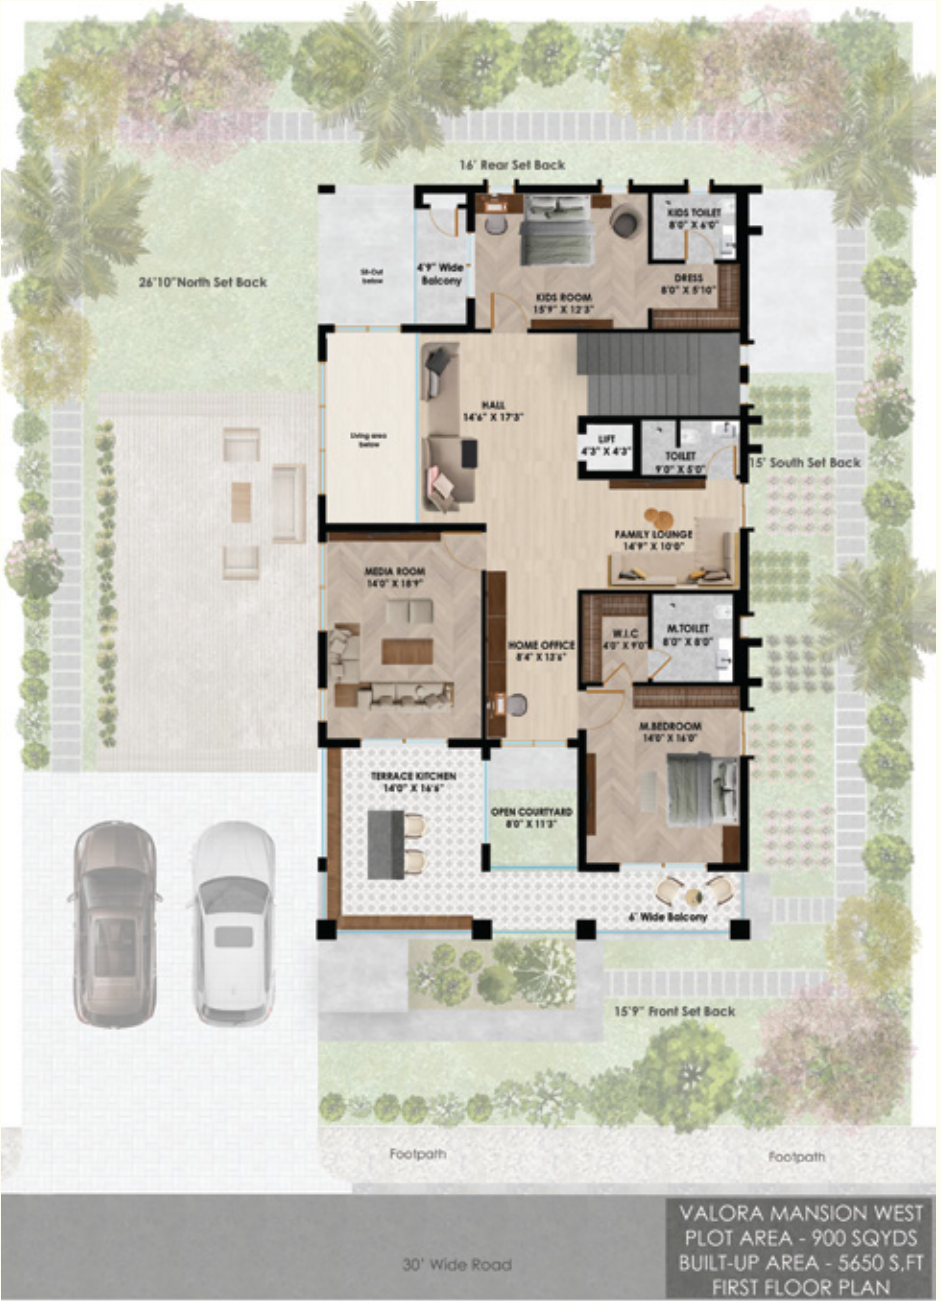 16' Rear Set Back
KIDS TOILET
8'0" X 6'0"
26'10"North Set Back
Sit-Out
below
4'9" Wide
Balcony
DRESS
8'0" X 5'10"
KIDS ROOM
15'9" X 12'3"
HALL
14'6" X 17'3"
Living area
below
LIFT
4'3" X 4'3"
TOILET
9'0" X 5'0"
15' South Set Back
FAMILY LOUNGE
14'9" X 10'0"
MEDIA ROOM
14'0" X 18'9"
W.I.C
4'0" X 9'0"
M.TOILET
8'0" X 8'0"
HOME OFFICE
8'4" X 13'6"
M.BEDROOM
14'0" X 16'0"
TERRACE KITCHEN
14'0" X 16'6"
OPEN COURTYARD
8'0" X 11'3"
6' Wide Balcony
15'9" Front Set Back
Footpath
Footpath
30' Wide Road
VALORA MANSION WEST
PLOT AREA - 900 SQYDS
BUILT-UP AREA - 5650 S,FT
FIRST FLOOR PLAN